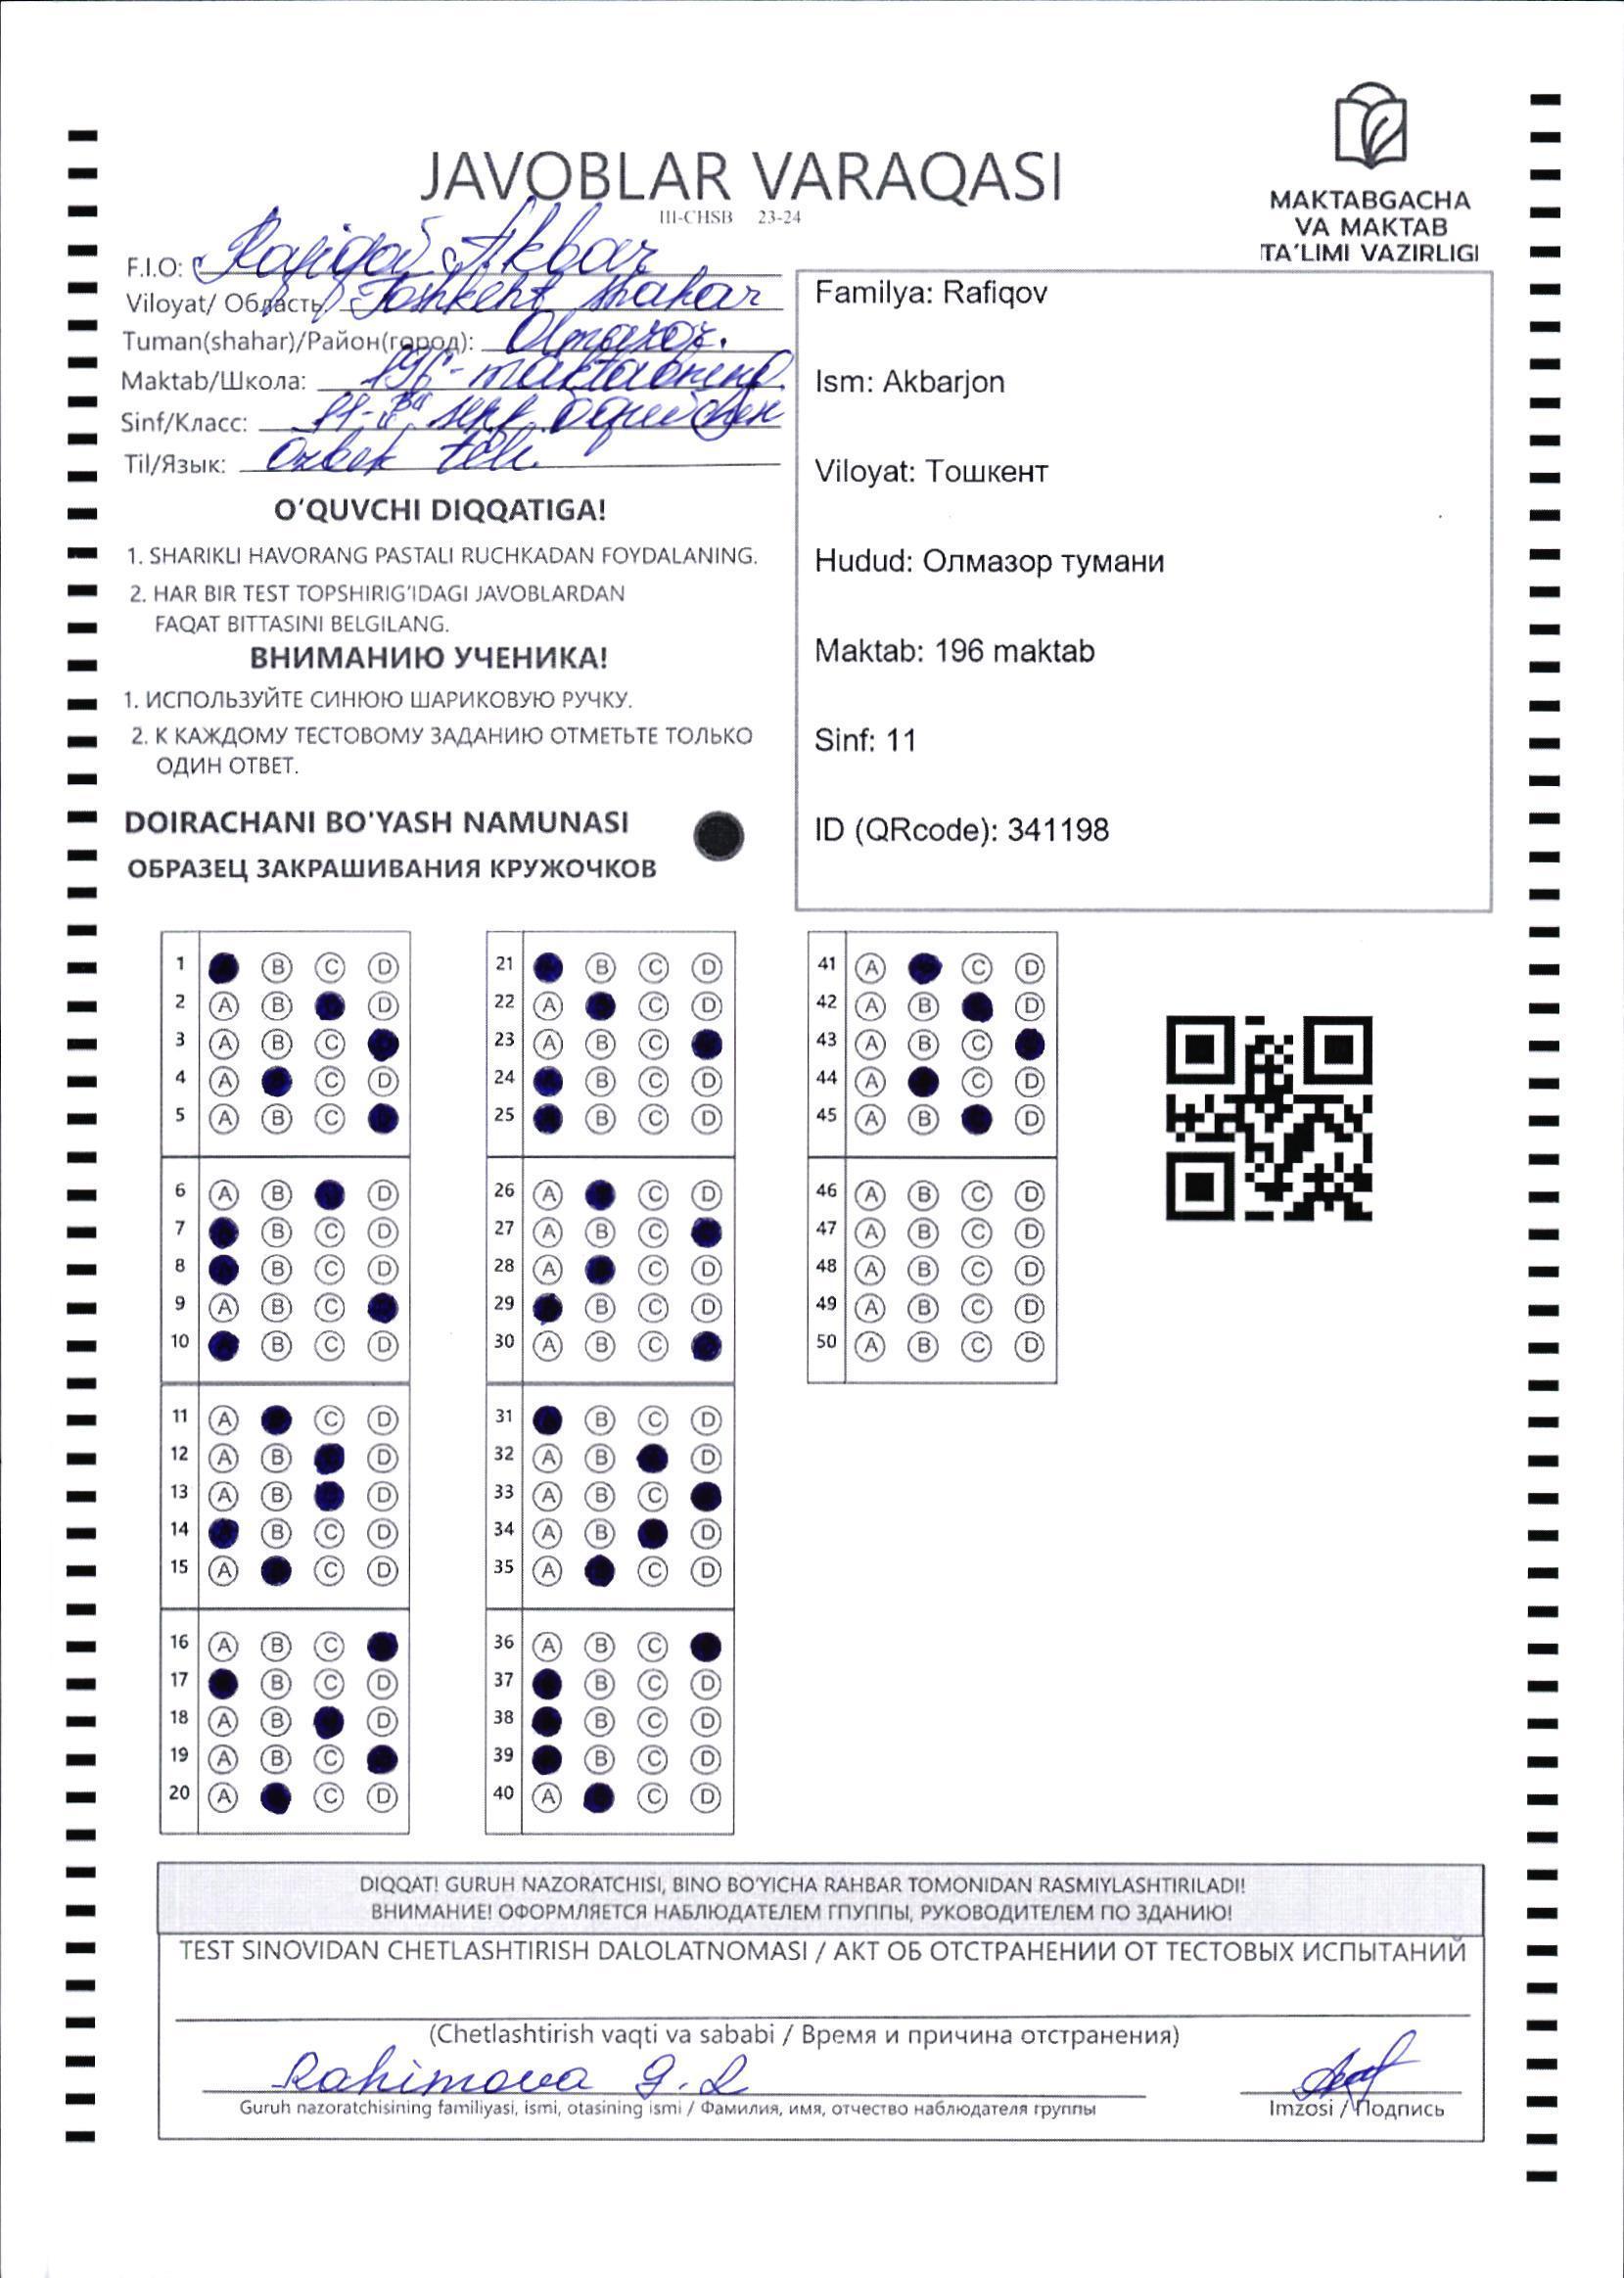 JAVOBLAR VARAQASI
III-CHSB 23-24
MAKTABGACHA
VA MAKTAB
TA'LIMI VAZIRLIGI
F.I.O: Rafiqov Akbar
Viloyat/ Область Toshkent shahar
Tuman(shahar)/Район(город): Olmazor.
Maktab/Школа: 196-maktabning
Sinf/Класс: 11-
Til/Язык: Ozbek tili.
O'QUVCHI DIQQATIGA!
1. SHARIKLI HAVORANG PASTALI RUCHKADAN FOYDALANING.
2. HAR BIR TEST TOPSHIRIG'IDAGI JAVOBLARDAN
FAQAT BITTASINI BELGILANG.
ВНИМАНИЮ УЧЕНИКА!
1. ИСПОЛЬЗУЙТЕ СИНЮЮ ШАРИКОВУЮ РУЧКУ.
2. К КАЖДОМУ ТЕСТОВОМУ ЗАДАНИЮ ОТМЕТЬТЕ ТОЛЬКО
ОДИН ОТВЕТ.
DOIRACHANI BO'YASH NAMUNASI
ОБРАЗЕЦ ЗАКРАШИВАНИЯ КРУЖОЧКОВ
Familya: Rafiqov
Ism: Akbarjon
Viloyat: Тошкент
Hudud: Олмазор тумани
Maktab: 196 maktab
Sinf: 11
ID (QRcode): 341198
1 B C D
2 A B D
3 A B C
4 A C D
5 A B C
6 A B D
7 B C D
8 B C D
9 A B C
10 B C D
11 A C D
12 A B D
13 A B D
14 B C D
15 A C D
16 A B C
17 B C D
18 A B D
19 A B C
20 A C D
21 B C D
22 A C D
23 A B C
24 B C D
25 B C D
26 A C D
27 A B C
28 A C D
29 B C D
30 A B C
31 B C D
32 A B D
33 A B C
34 A B D
35 A C D
36 A B C
37 B C D
38 B C D
39 B C D
40 A C D
41 A C D
42 A B D
43 A B C
44 A C D
45 A B D
46 A B C D
47 A B C D
48 A B C D
49 A B C D
50 A B C D
DIQQAT! GURUH NAZORATCHISI, BINO BO'YICHA RAHBAR TOMONIDAN RASMIYLASHTIRILADI!
ВНИМАНИЕ! ОФОРМЛЯЕТСЯ НАБЛЮДАТЕЛЕМ ГПУППЫ, РУКОВОДИТЕЛЕМ ПО ЗДАНИЮ!
TEST SINOVIDAN CHETLASHTIRISH DALOLATNOMASI / АКТ ОБ ОТСТРАНЕНИИ ОТ ТЕСТОВЫХ ИСПЫТАНИЙ
(Chetlashtirish vaqti va sababi / Время и причина отстранения)
Rahimova G. R
Guruh nazoratchisining familiyasi, ismi, otasining ismi / Фамилия, имя, отчество наблюдателя группы
Imzosi / Подпись